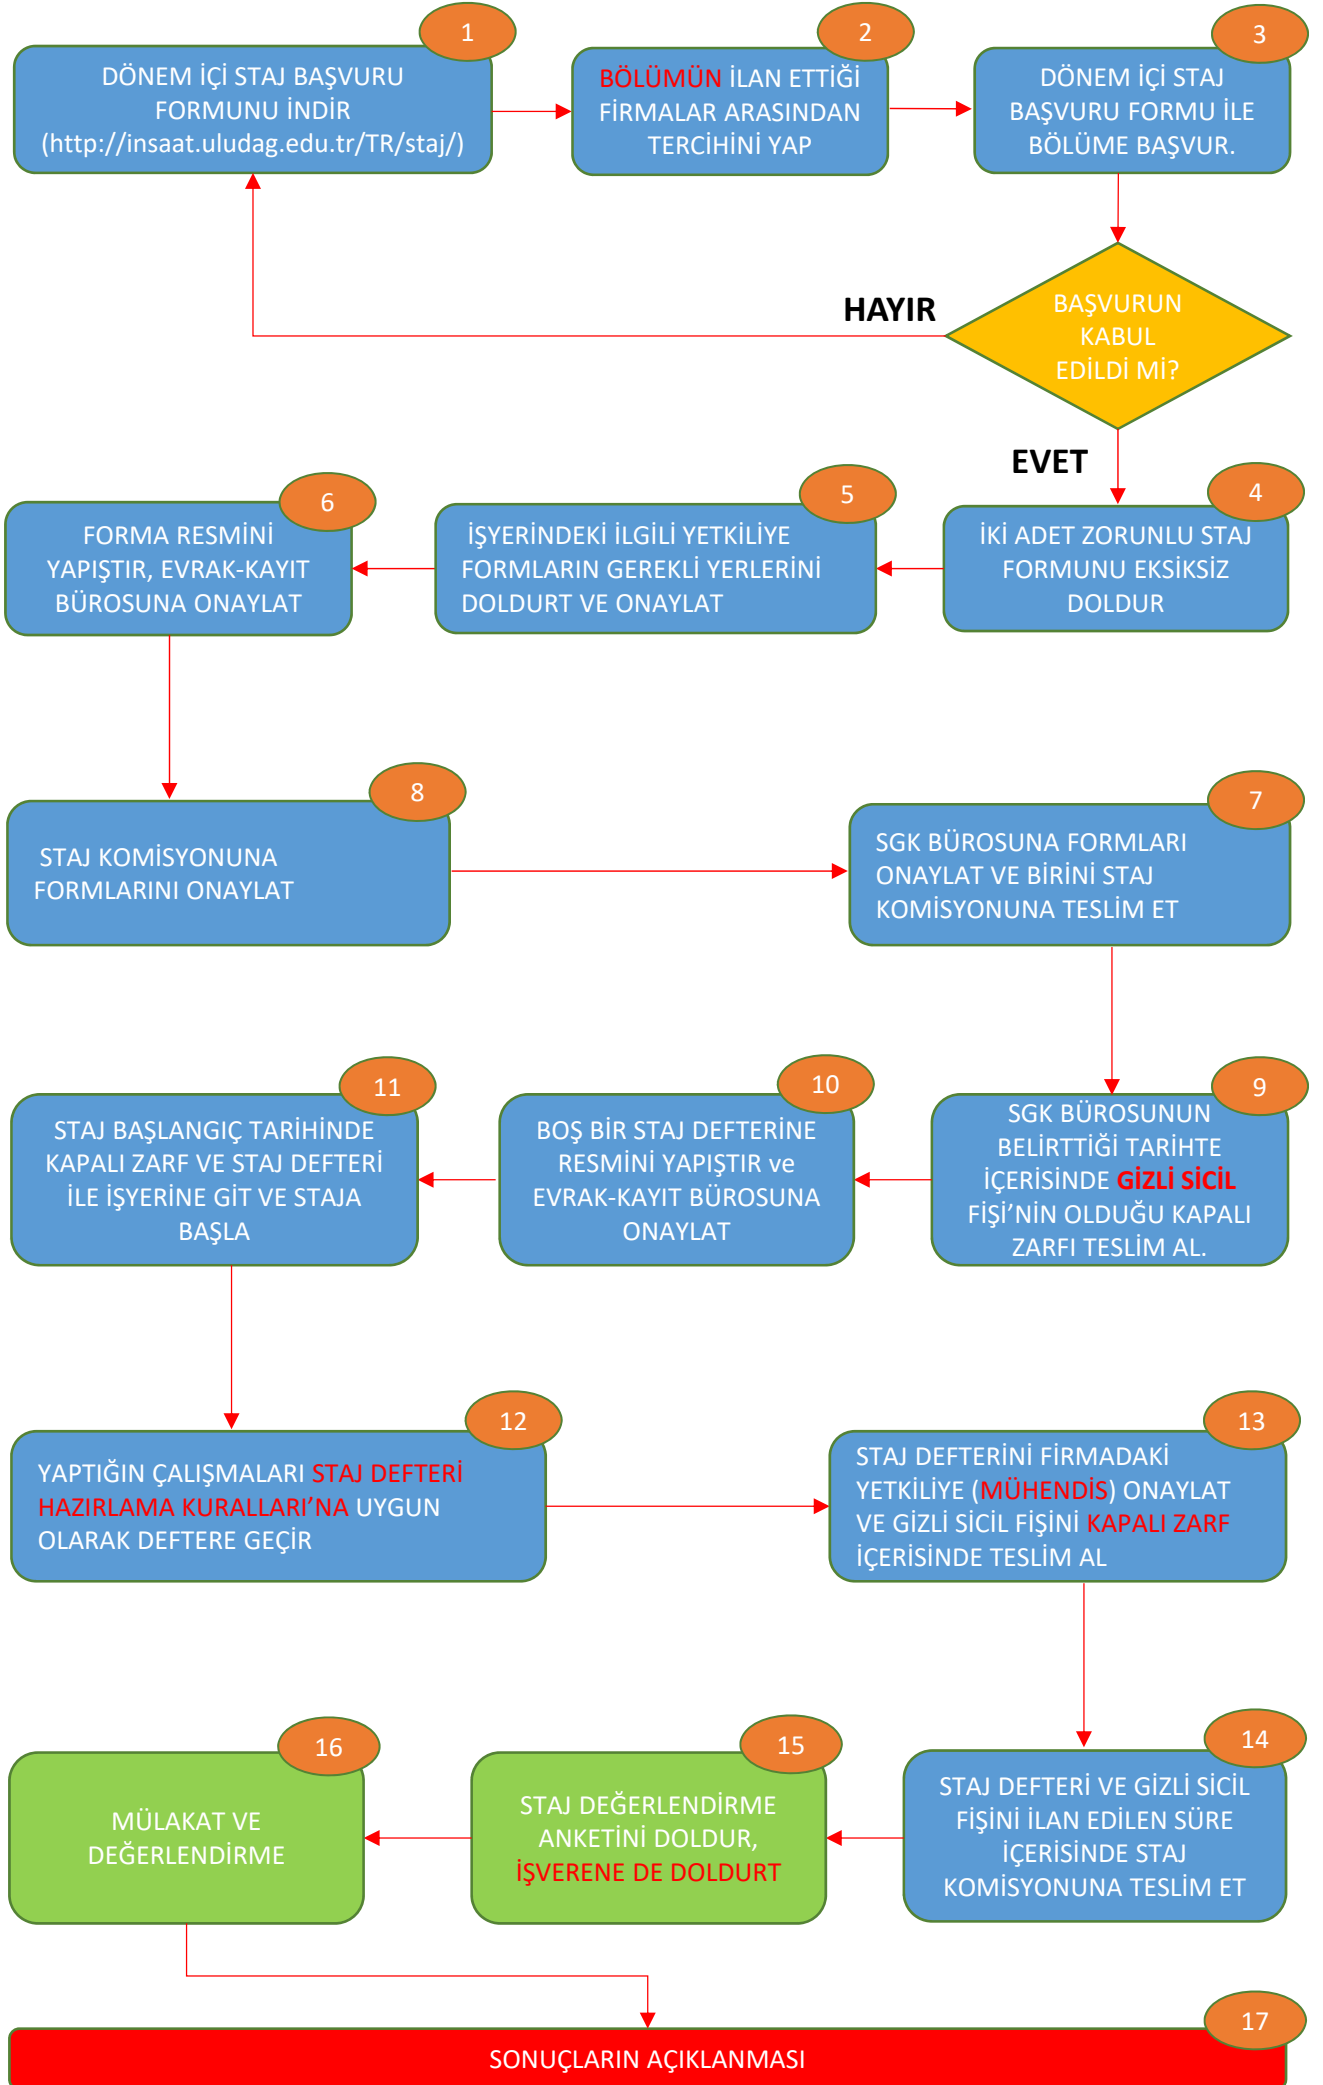 1
DÖNEM İÇİ STAJ BAŞVURU
FORMUNU İNDİR
(http://insaat.uludag.edu.tr/TR/staj/)
2
BÖLÜMÜN İLAN ETTİĞİ
FİRMALAR ARASINDAN
TERCİHİNİ YAP
3
DÖNEM İÇİ STAJ
BAŞVURU FORMU İLE
BÖLÜME BAŞVUR.
HAYIR
BAŞVURUN
KABUL
EDİLDİ Mİ?
EVET
4
İKİ ADET ZORUNLU STAJ
FORMUNU EKSİKSİZ
DOLDUR
5
İŞYERİNDEKİ İLGİLİ YETKİLİYE
FORMLARIN GEREKLİ YERLERİNİ
DOLDURT VE ONAYLAT
6
FORMA RESMİNİ
YAPIŞTIR, EVRAK-KAYIT
BÜROSUNA ONAYLAT
8
STAJ KOMİSYONUNA
FORMLARINI ONAYLAT
7
SGK BÜROSUNA FORMLARI
ONAYLAT VE BİRİNİ STAJ
KOMİSYONUNA TESLİM ET
9
SGK BÜROSUNUN
BELİRTTİĞİ TARİHTE
İÇERİSİNDE GİZLİ SİCİL
FİŞİ’NİN OLDUĞU KAPALI
ZARFI TESLİM AL.
10
BOŞ BİR STAJ DEFTERİNE
RESMİNİ YAPIŞTIR ve
EVRAK-KAYIT BÜROSUNA
ONAYLAT
11
STAJ BAŞLANGIÇ TARİHİNDE
KAPALI ZARF VE STAJ DEFTERİ
İLE İŞYERİNE GİT VE STAJA
BAŞLA
12
YAPTIĞIN ÇALIŞMALARI STAJ DEFTERİ
HAZIRLAMA KURALLARI’NA UYGUN
OLARAK DEFTERE GEÇİR
13
STAJ DEFTERİNİ FİRMADAKİ
YETKİLİYE (MÜHENDİS) ONAYLAT
VE GİZLİ SİCİL FİŞİNİ KAPALI ZARF
İÇERİSİNDE TESLİM AL
14
STAJ DEFTERİ VE GİZLİ SİCİL
FİŞİNİ İLAN EDİLEN SÜRE
İÇERİSİNDE STAJ
KOMİSYONUNA TESLİM ET
15
STAJ DEĞERLENDİRME
ANKETİNİ DOLDUR,
İŞVERENE DE DOLDURT
16
MÜLAKAT VE
DEĞERLENDİRME
17
SONUÇLARIN AÇIKLANMASI